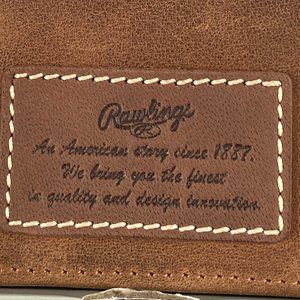 Rawlings
An American story since 1887.
We bring you the finest
in quality and design innovation.